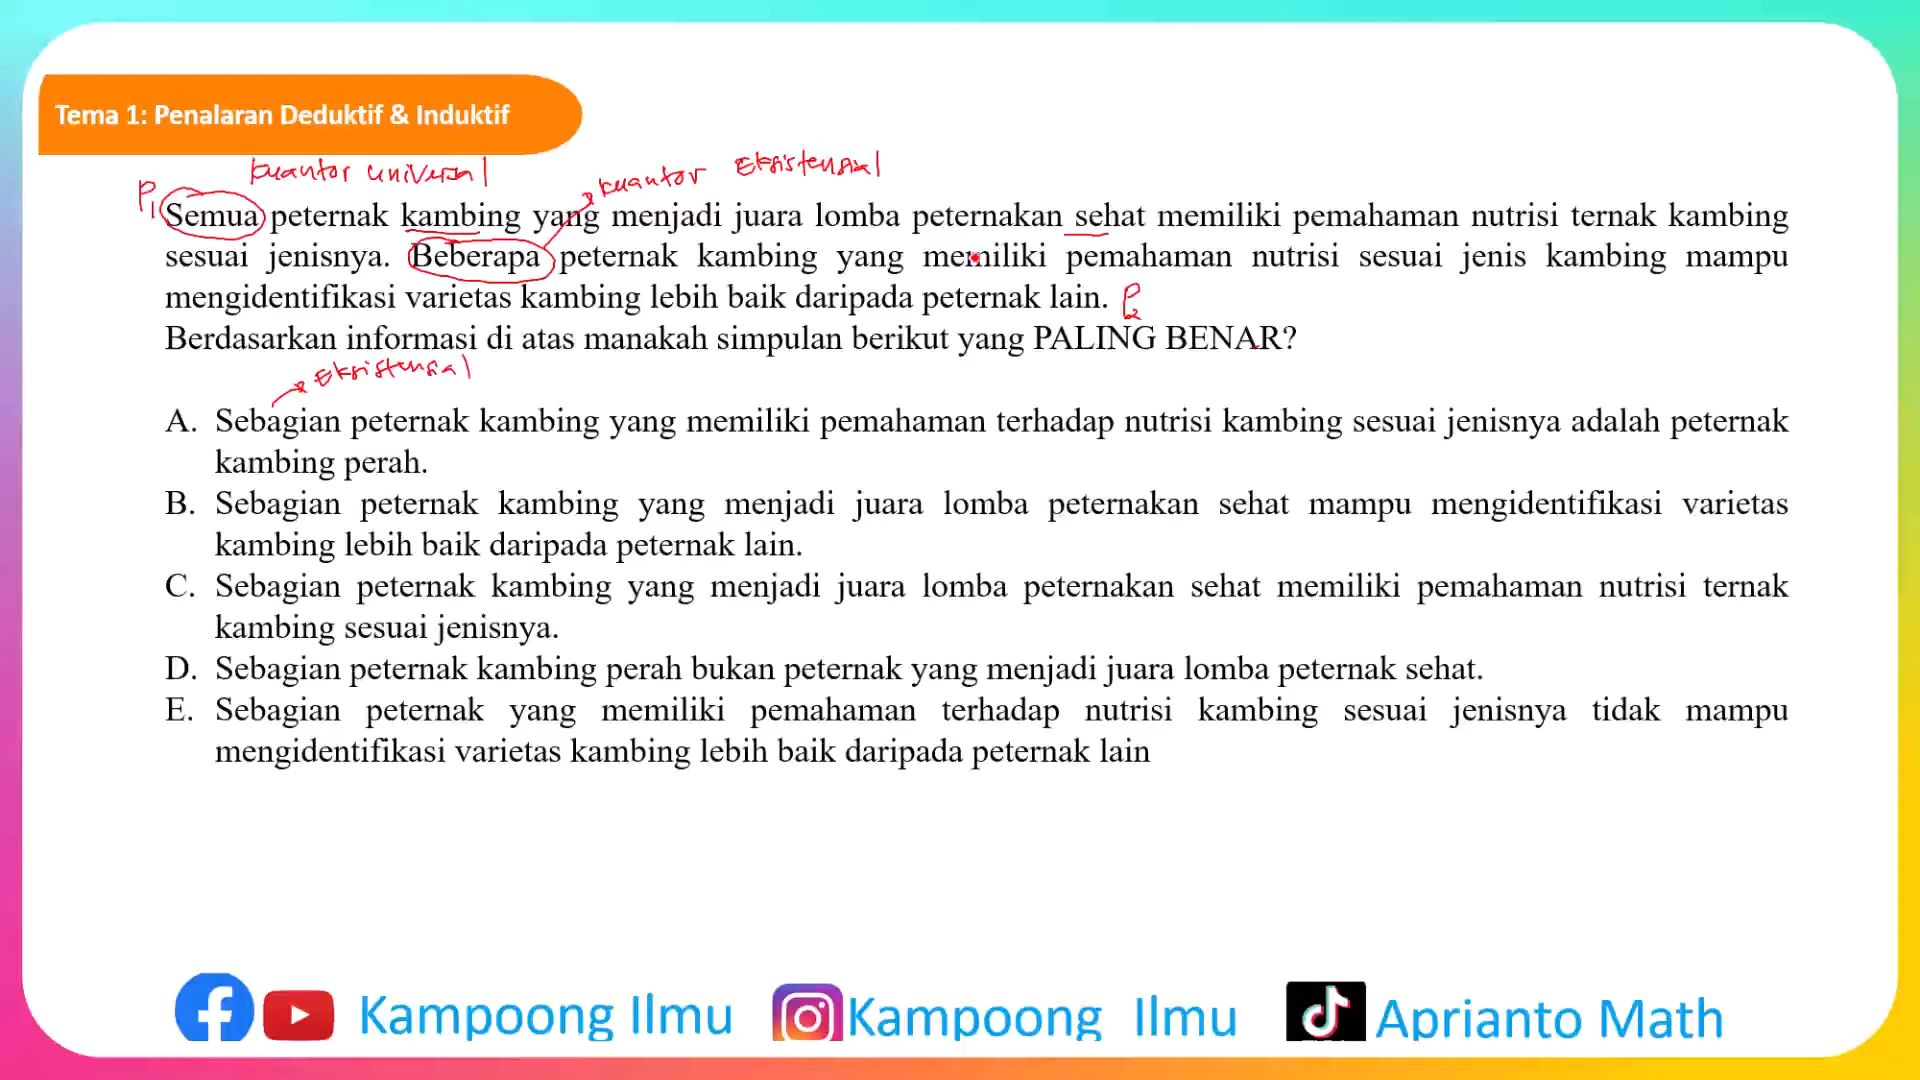 Tema 1: Penalaran Deduktif & Induktif
kuantor universal
kuantor Eksistensial
P1
Semua peternak kambing yang menjadi juara lomba peternakan sehat memiliki pemahaman nutrisi ternak kambing
sesuai jenisnya. Beberapa peternak kambing yang memiliki pemahaman nutrisi sesuai jenis kambing mampu
mengidentifikasi varietas kambing lebih baik daripada peternak lain. P2
Berdasarkan informasi di atas manakah simpulan berikut yang PALING BENAR?
Eksistensial
A. Sebagian peternak kambing yang memiliki pemahaman terhadap nutrisi kambing sesuai jenisnya adalah peternak
kambing perah.
B. Sebagian peternak kambing yang menjadi juara lomba peternakan sehat mampu mengidentifikasi varietas
kambing lebih baik daripada peternak lain.
C. Sebagian peternak kambing yang menjadi juara lomba peternakan sehat memiliki pemahaman nutrisi ternak
kambing sesuai jenisnya.
D. Sebagian peternak kambing perah bukan peternak yang menjadi juara lomba peternak sehat.
E. Sebagian peternak yang memiliki pemahaman terhadap nutrisi kambing sesuai jenisnya tidak mampu
mengidentifikasi varietas kambing lebih baik daripada peternak lain
Kampoong Ilmu Kampoong Ilmu Aprianto Math